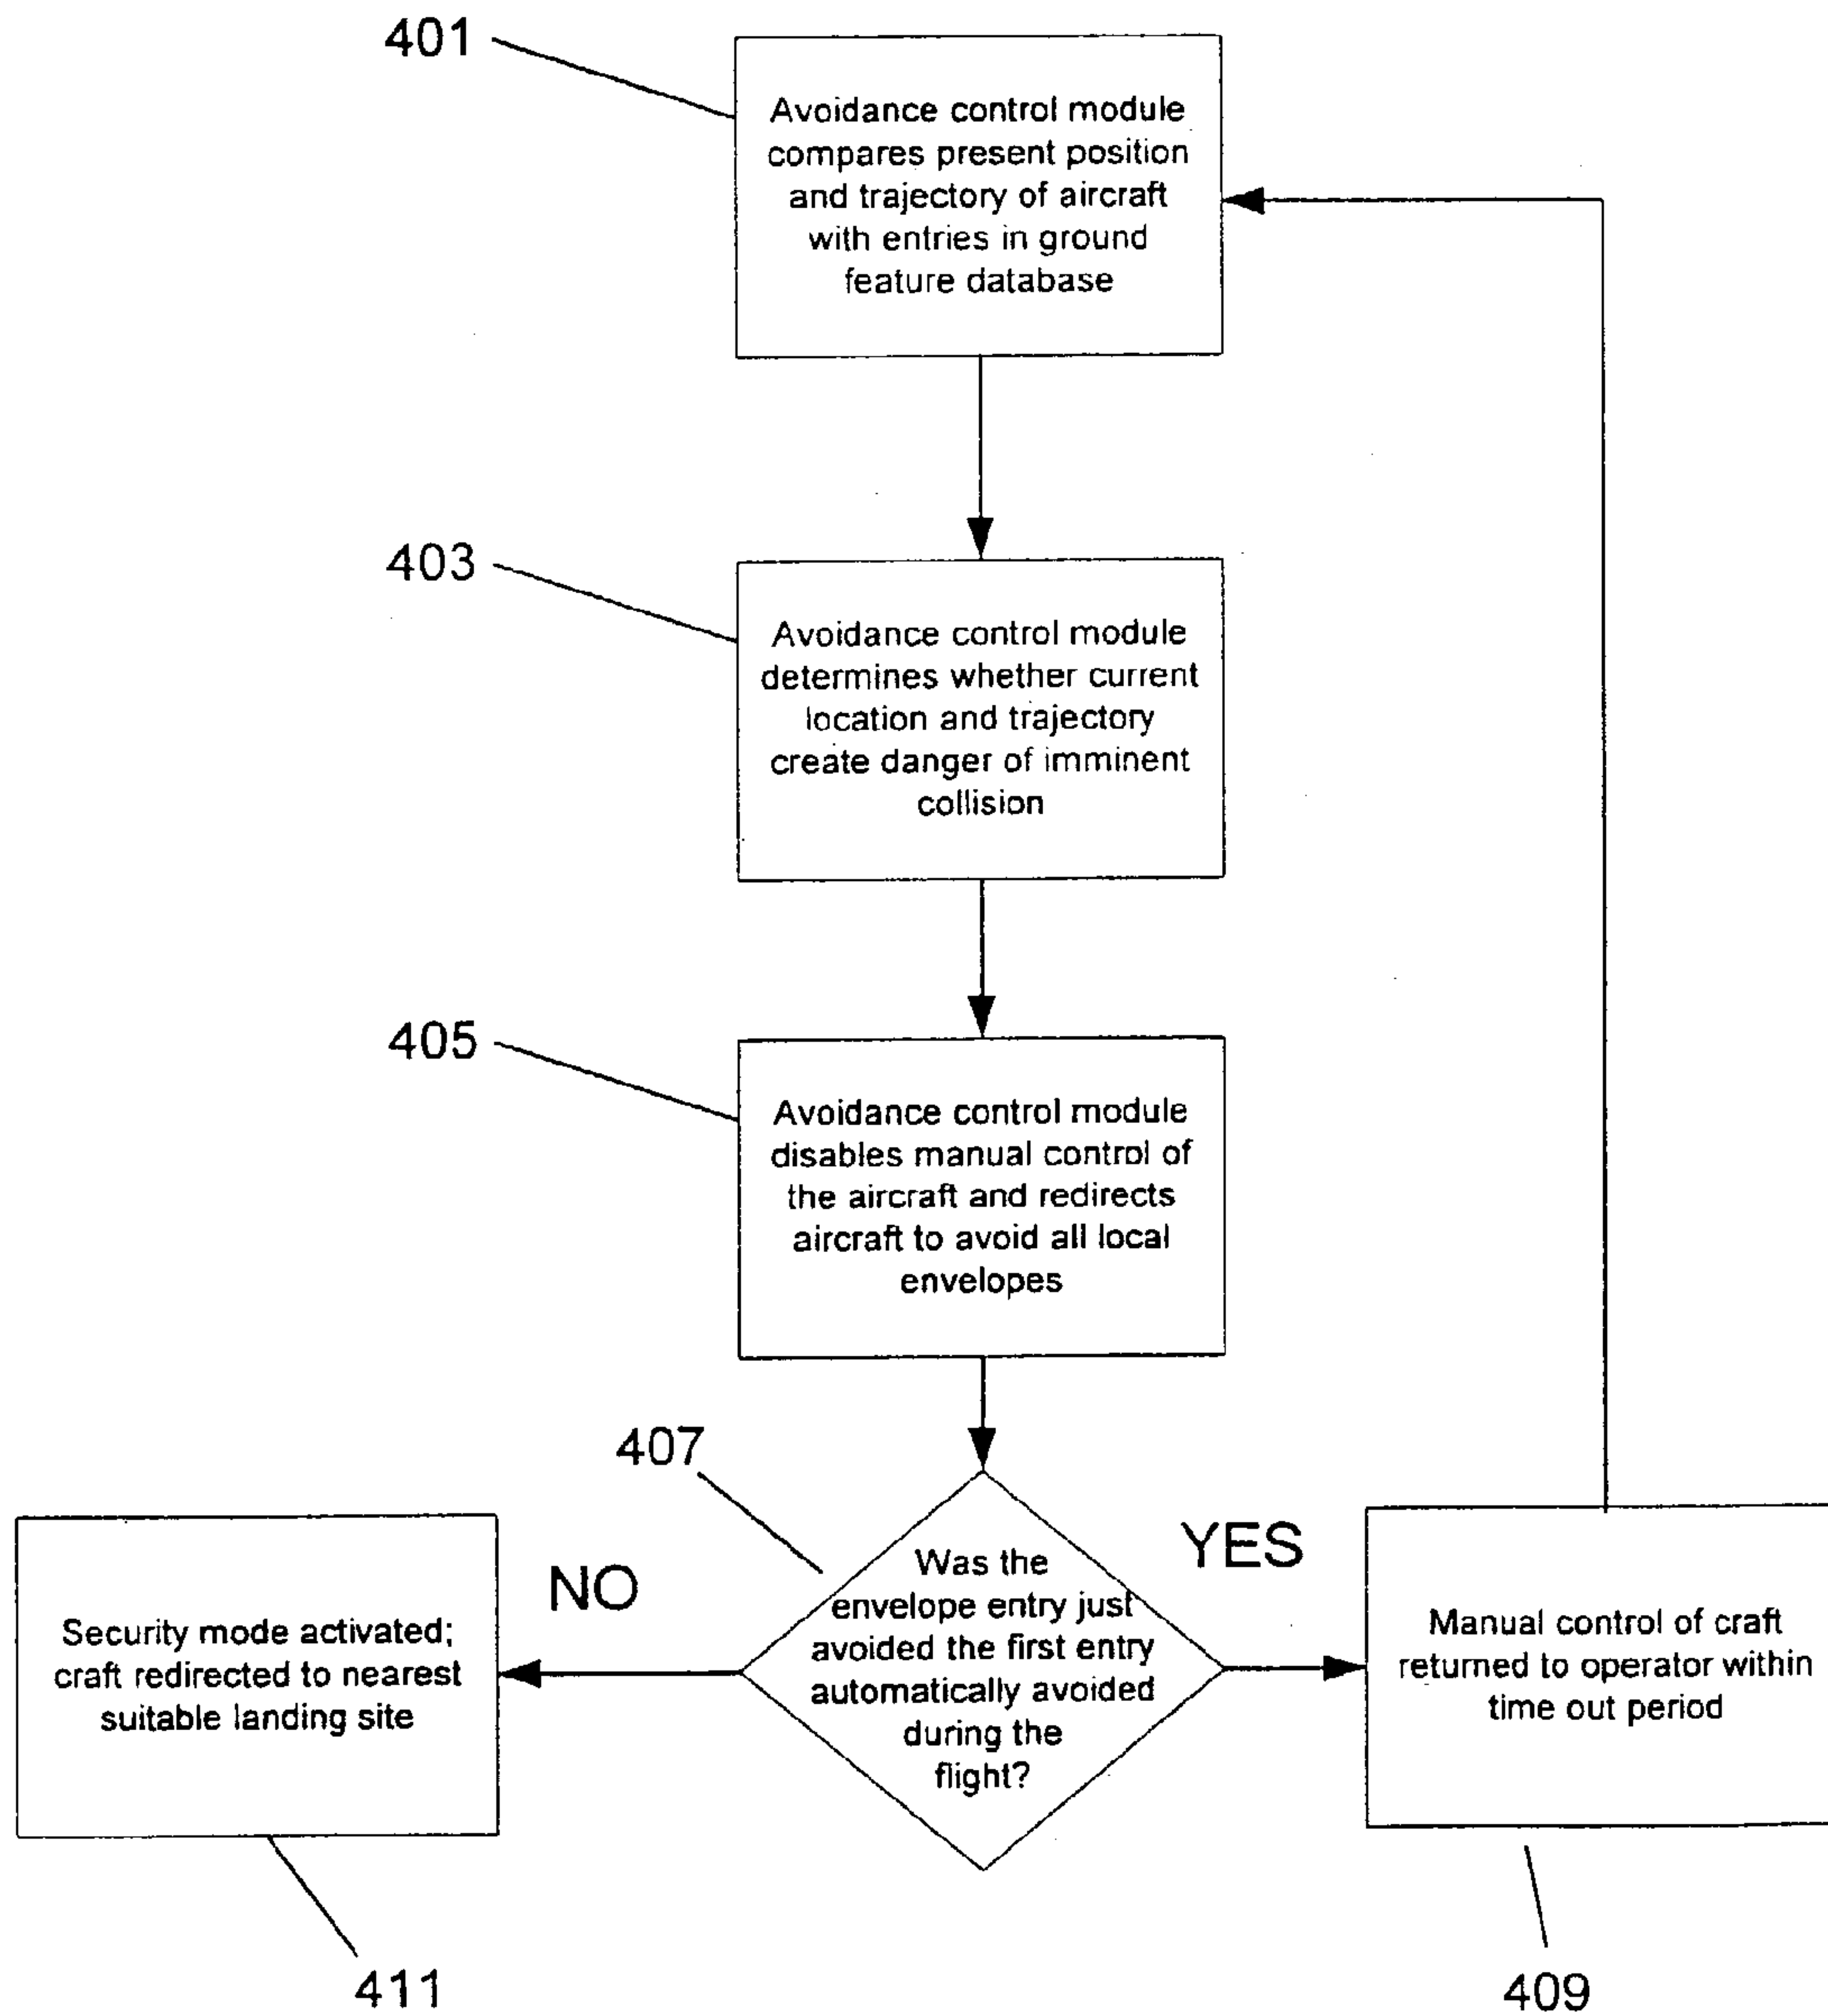 401
Avoidance control module
compares present position
and trajectory of aircraft
with entries in ground
feature database
403
Avoidance control module
determines whether current
location and trajectory
create danger of imminent
collision
405
Avoidance control module
disables manual control of
the aircraft and redirects
aircraft to avoid all local
envelopes
407
Was the
envelope entry just
avoided the first entry
automatically avoided
during the
flight?
NO
YES
Security mode activated;
craft redirected to nearest
suitable landing site
Manual control of craft
returned to operator within
time out period
411
409